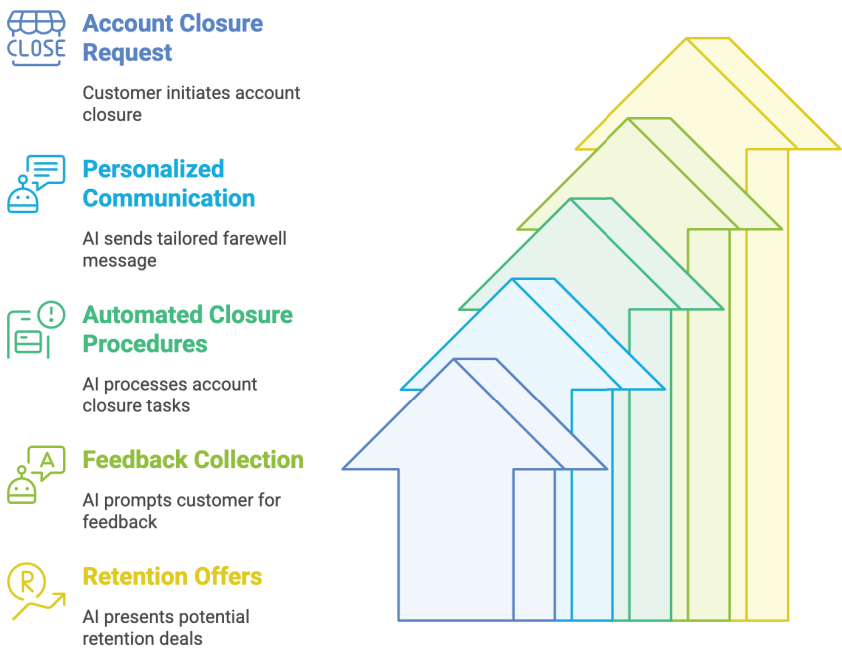 CLOSE
Account Closure
Request
Customer initiates account
closure
Personalized
Communication
AI sends tailored farewell
message
Automated Closure
Procedures
AI processes account
closure tasks
A
Feedback Collection
AI prompts customer for
feedback
R
Retention Offers
AI presents potential
retention deals